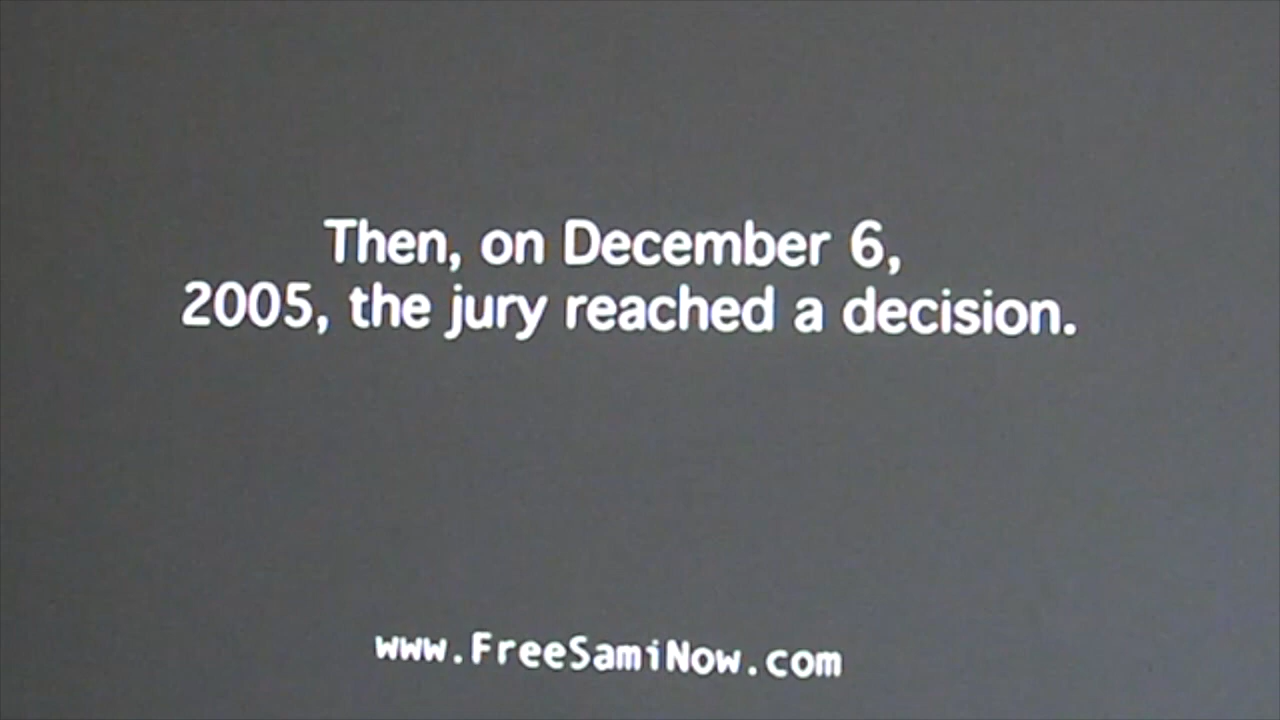 Then, on December 6,
2005, the jury reached a decision.
www.FreeSamiNow.com